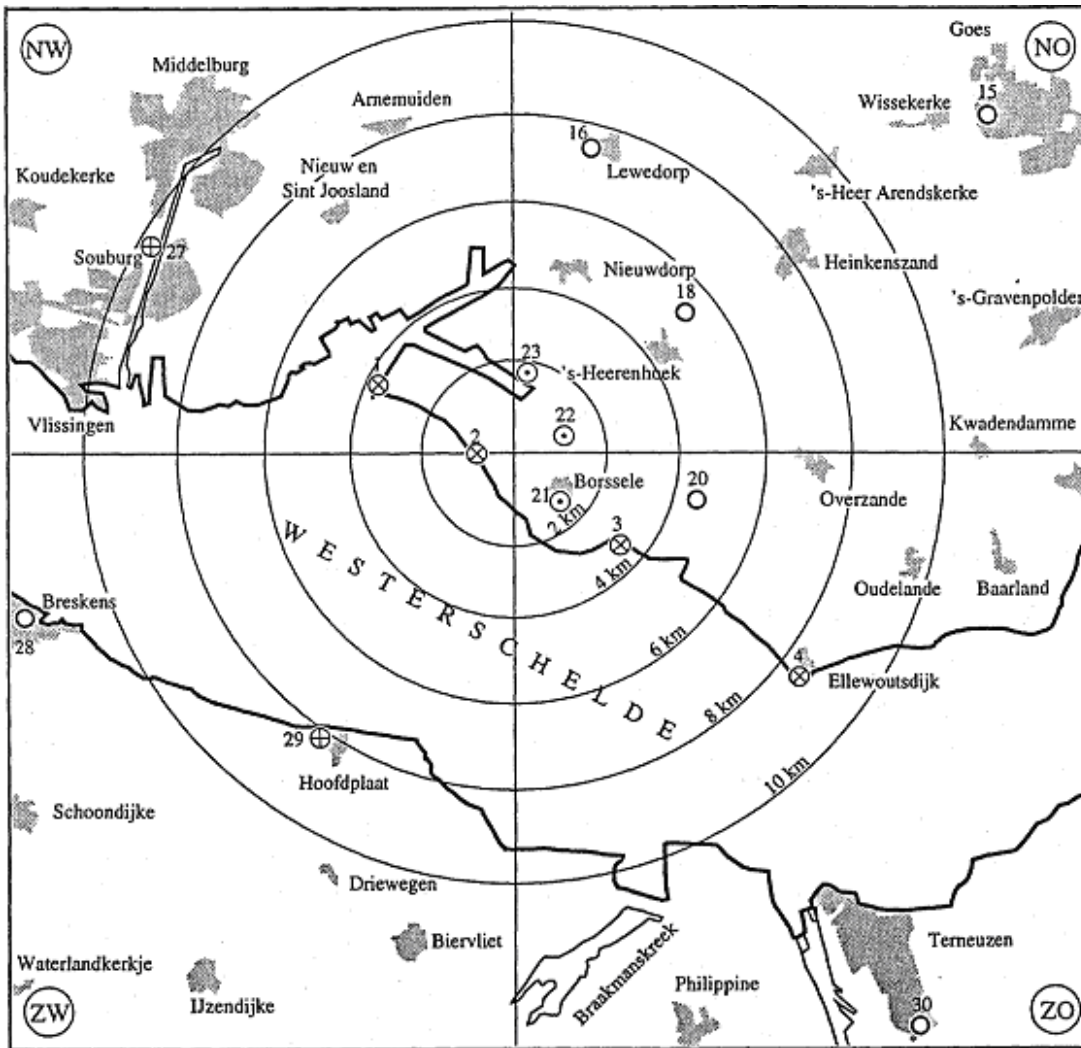 NW
NO
Goes
Middelburg
15
Arnemuiden
Wissekerke
16
Koudekerke
Nieuw en
Sint Joosland
Lewedorp
's-Heer Arendskerke
Souburg
27
Nieuwdorp
Heinkenszand
18
's-Gravenpolder
23
's-Heerenhoek
1
Vlissingen
22
Kwadendamme
2
Borssele
20
Overzande
21
2 km
3
WESTERSCHELDE
4 km
Oudelande
Baarland
Breskens
28
6 km
4
Ellewoutsdijk
8 km
29
Hoofdplaat
10 km
Schoondijke
Driewegen
Biervliet
Terneuzen
Waterlandkerkje
IJzendijke
Braakmanskreek
Philippine
30
ZW
ZO